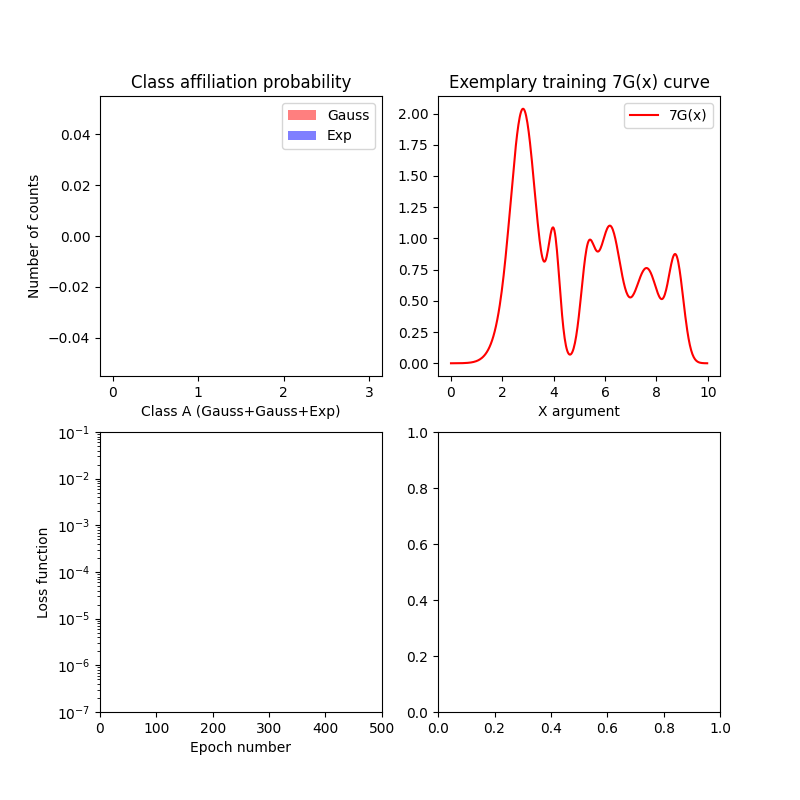 Class affiliation probability
Gauss
Exp
0.04
0.02
0.00
−0.02
−0.04
Number of counts
0 1 2 3
Class A (Gauss+Gauss+Exp)
Exemplary training 7G(x) curve
7G(x)
2.00
1.75
1.50
1.25
1.00
0.75
0.50
0.25
0.00
0 2 4 6 8 10
X argument
10⁻¹
10⁻²
10⁻³
10⁻⁴
10⁻⁵
10⁻⁶
10⁻⁷
Loss function
0 100 200 300 400 500
Epoch number
1.0
0.8
0.6
0.4
0.2
0.0
0.0 0.2 0.4 0.6 0.8 1.0